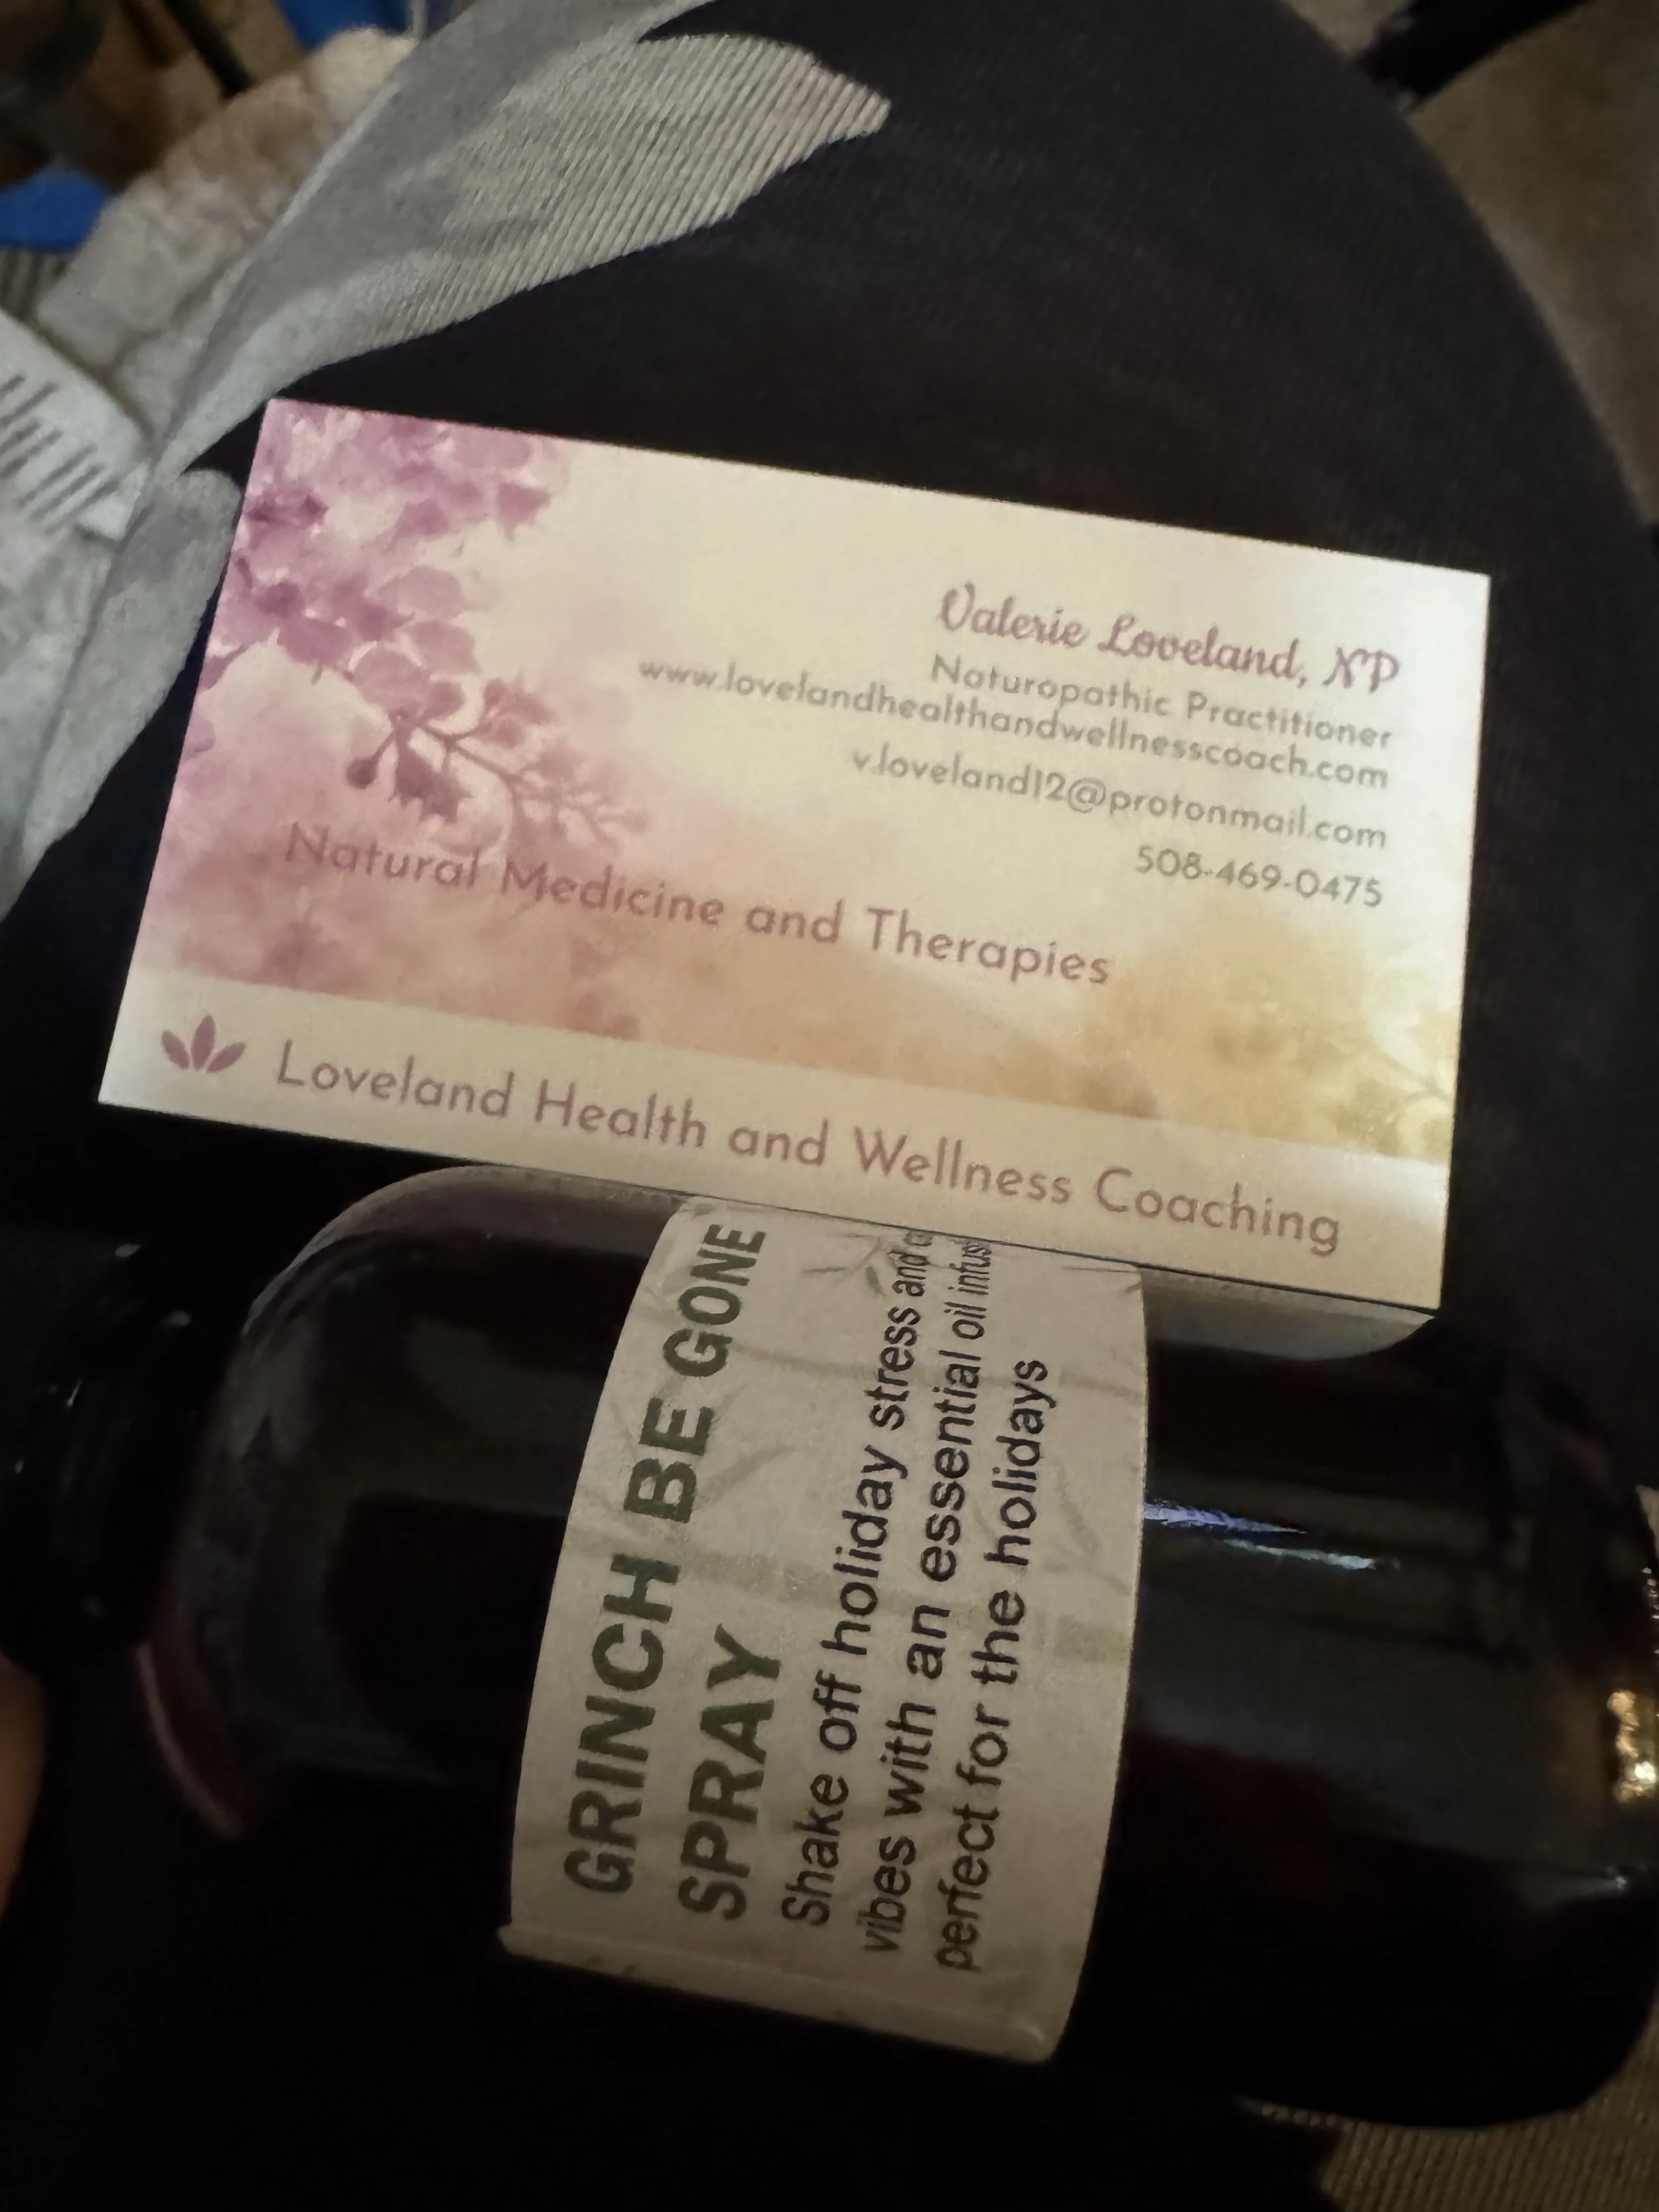 Valerie Loveland, NP
Naturopathic Practitioner
www.lovelandhealthandwellnesscoach.com
v.loveland12@protonmail.com
508-469-0475
Natural Medicine and Therapies
Loveland Health and Wellness Coaching
GRINCH BE GONE
SPRAY
Shake off holiday stress and
vibes with an essential oil
perfect for the holidays